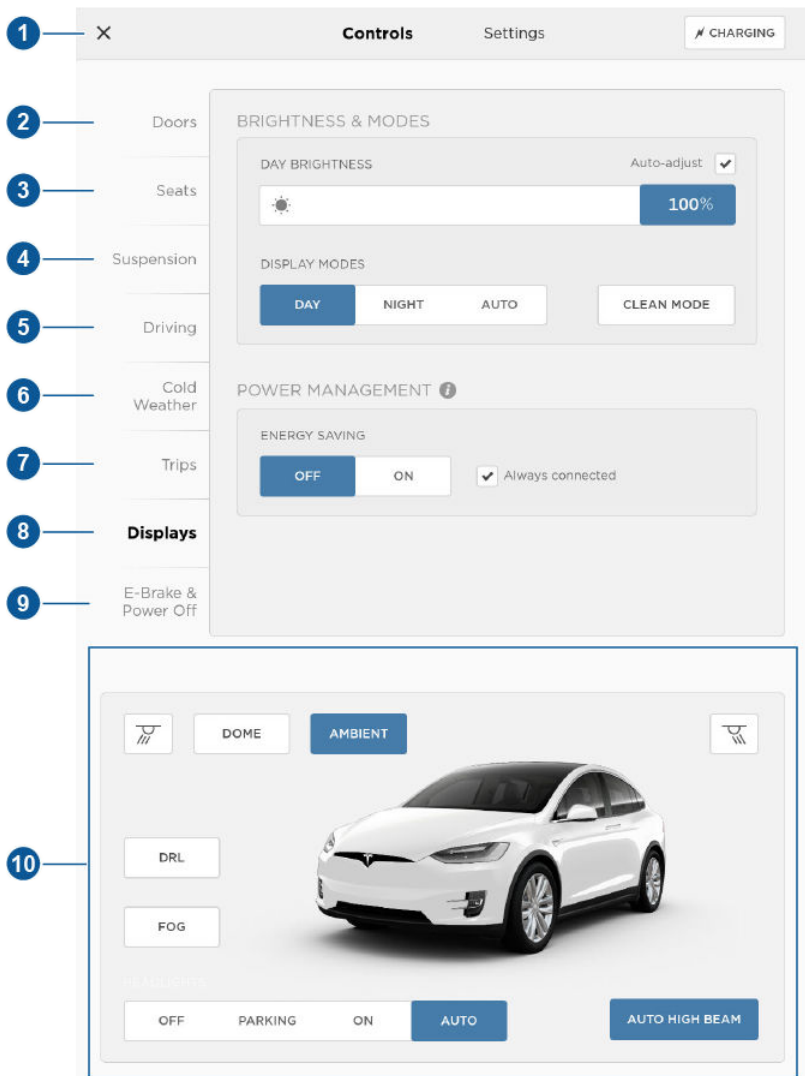 1
Controls
Settings
CHARGING
2
Doors
3
Seats
4
Suspension
5
Driving
6
Cold
Weather
7
Trips
8
Displays
9
E-Brake &
Power Off
BRIGHTNESS & MODES
DAY BRIGHTNESS
Auto-adjust
100%
DISPLAY MODES
DAY
NIGHT
AUTO
CLEAN MODE
POWER MANAGEMENT i
ENERGY SAVING
OFF
ON
Always connected
10
DOME
AMBIENT
DRL
FOG
HEADLIGHTS
OFF
PARKING
ON
AUTO
AUTO HIGH BEAM